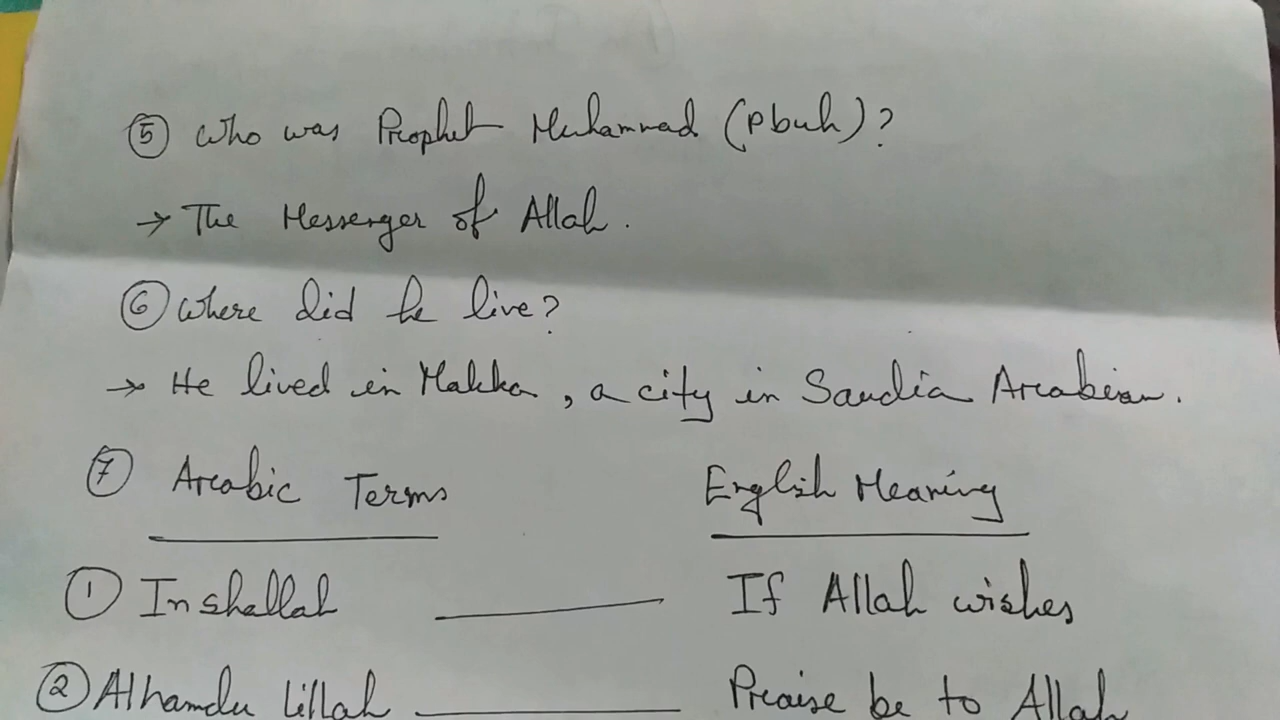 ⑤ Who was Prophet Muhammad (Pbuh)?
→ The Messenger of Allah.
⑥ Where did he live?
→ He lived in Makka, a city in Saudia Arabian.
⑦ Arabic Terms English Meaning
① Inshallah — If Allah wishes
② Alhamdu lillah — Praise be to Allah